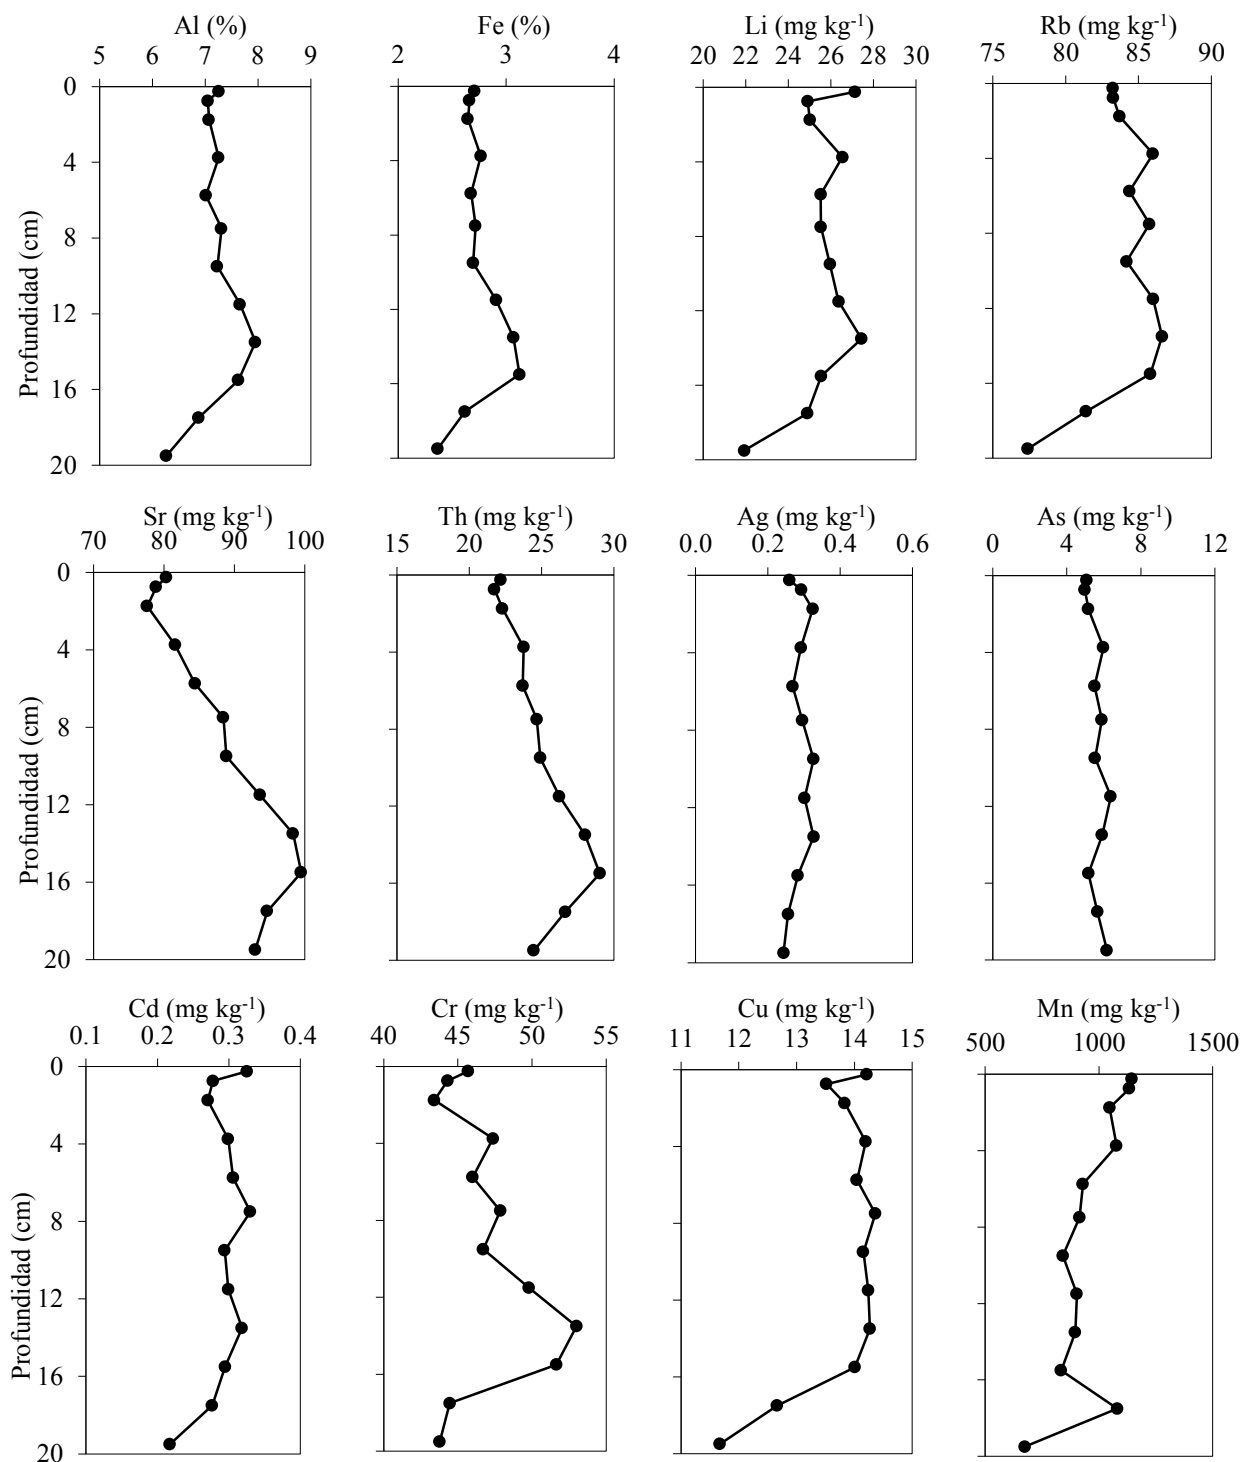 Al (%)
5 6 7 8 9
Fe (%)
2 3 4
Li (mg kg⁻¹)
20 22 24 26 28 30
Rb (mg kg⁻¹)
75 80 85 90
0
4
8
12
16
20
Profundidad (cm)
Sr (mg kg⁻¹)
70 80 90 100
Th (mg kg⁻¹)
15 20 25 30
Ag (mg kg⁻¹)
0.0 0.2 0.4 0.6
As (mg kg⁻¹)
0 4 8 12
0
4
8
12
16
20
Profundidad (cm)
Cd (mg kg⁻¹)
0.1 0.2 0.3 0.4
Cr (mg kg⁻¹)
40 45 50 55
Cu (mg kg⁻¹)
11 12 13 14 15
Mn (mg kg⁻¹)
500 1000 1500
0
4
8
12
16
20
Profundidad (cm)